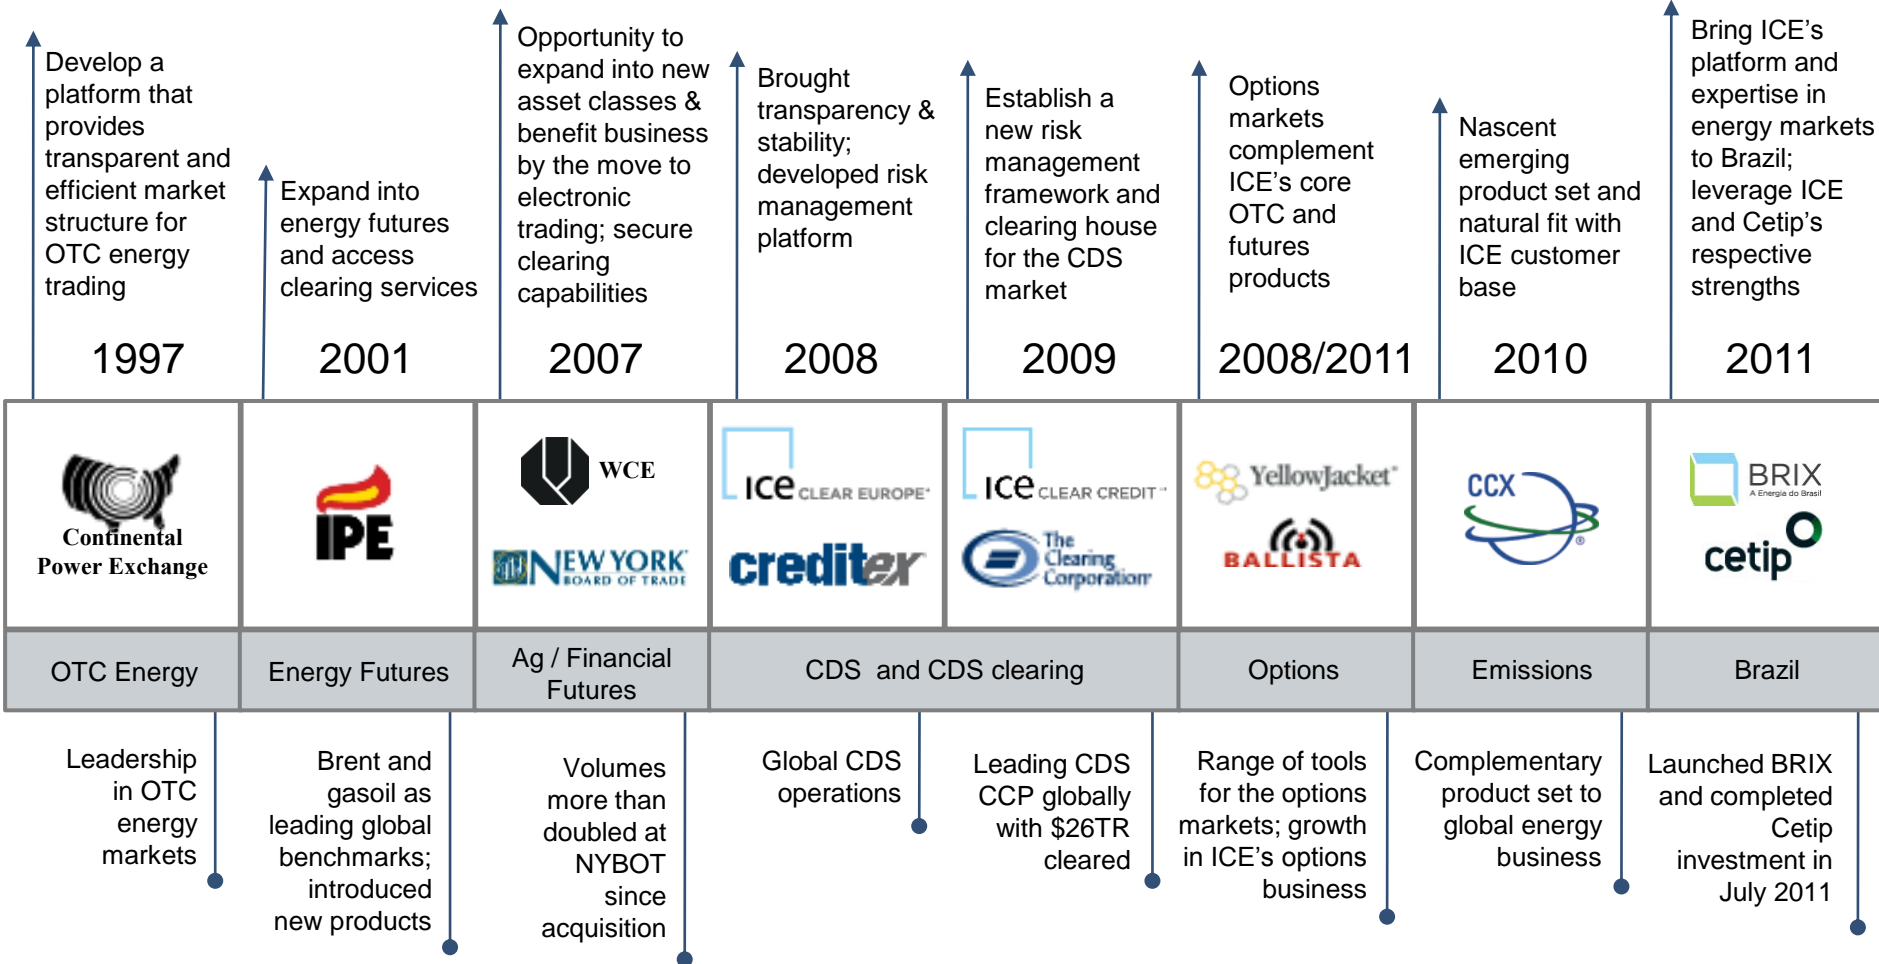 Develop a
platform that
provides
transparent and
efficient market
structure for
OTC energy
trading
Expand into
energy futures
and access
clearing services
Opportunity to
expand into new
asset classes &
benefit business
by the move to
electronic
trading; secure
clearing
capabilities
Brought
transparency &
stability;
developed risk
management
platform
Establish a
new risk
management
framework and
clearing house
for the CDS
market
Options
markets
complement
ICE’s core
OTC and
futures
products
Nascent
emerging
product set and
natural fit with
ICE customer
base
Bring ICE’s
platform and
expertise in
energy markets
to Brazil;
leverage ICE
and Cetip’s
respective
strengths
1997
2001
2007
2008
2009
2008/2011
2010
2011
Continental
Power Exchange
IPE
WCE
NEW YORK
BOARD OF TRADE
ICE CLEAR EUROPE
creditex
ICE CLEAR CREDIT
The
Clearing
Corporation
YellowJacket
BALLISTA
CCX
BRIX
A Energia do Brasil
cetip
OTC Energy
Energy Futures
Ag / Financial
Futures
CDS and CDS clearing
Options
Emissions
Brazil
Leadership
in OTC
energy
markets
Brent and
gasoil as
leading global
benchmarks;
introduced
new products
Volumes
more than
doubled at
NYBOT
since
acquisition
Global CDS
operations
Leading CDS
CCP globally
with $26TR
cleared
Range of tools
for the options
markets; growth
in ICE’s options
business
Complementary
product set to
global energy
business
Launched BRIX
and completed
Cetip
investment in
July 2011